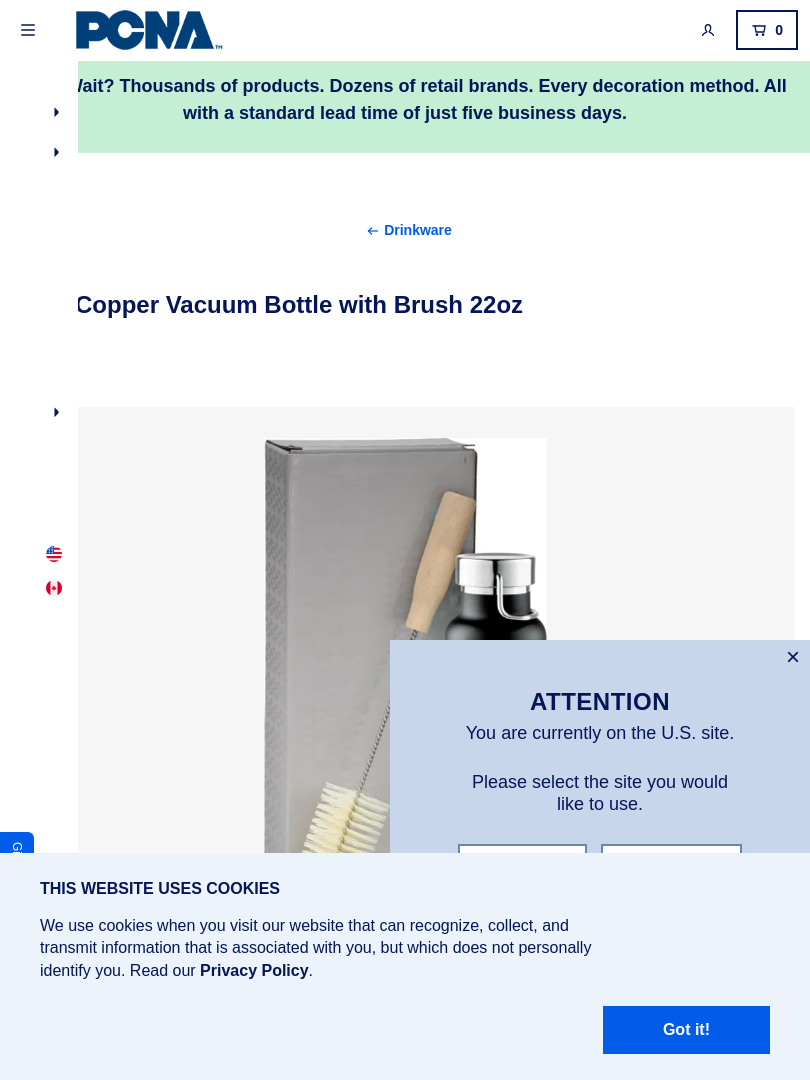 PCNA™
0
Wait? Thousands of products. Dozens of retail brands. Every decoration method. All
with a standard lead time of just five business days.
← Drinkware
Copper Vacuum Bottle with Brush 22oz
ATTENTION
You are currently on the U.S. site.
Please select the site you would
like to use.
THIS WEBSITE USES COOKIES
We use cookies when you visit our website that can recognize, collect, and
transmit information that is associated with you, but which does not personally
identify you. Read our Privacy Policy.
Got it!